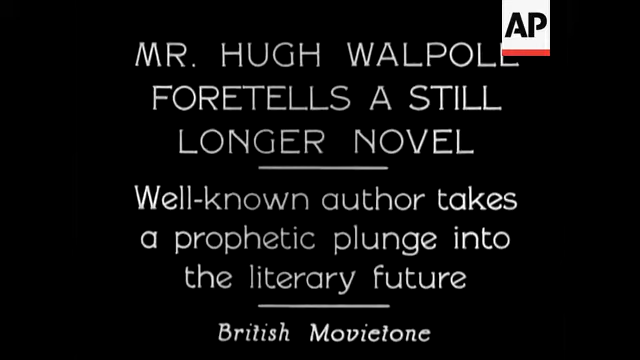 AP
MR. HUGH WALPOLE
FORETELLS A STILL
LONGER NOVEL
Well-known author takes
a prophetic plunge into
the literary future
British Movietone